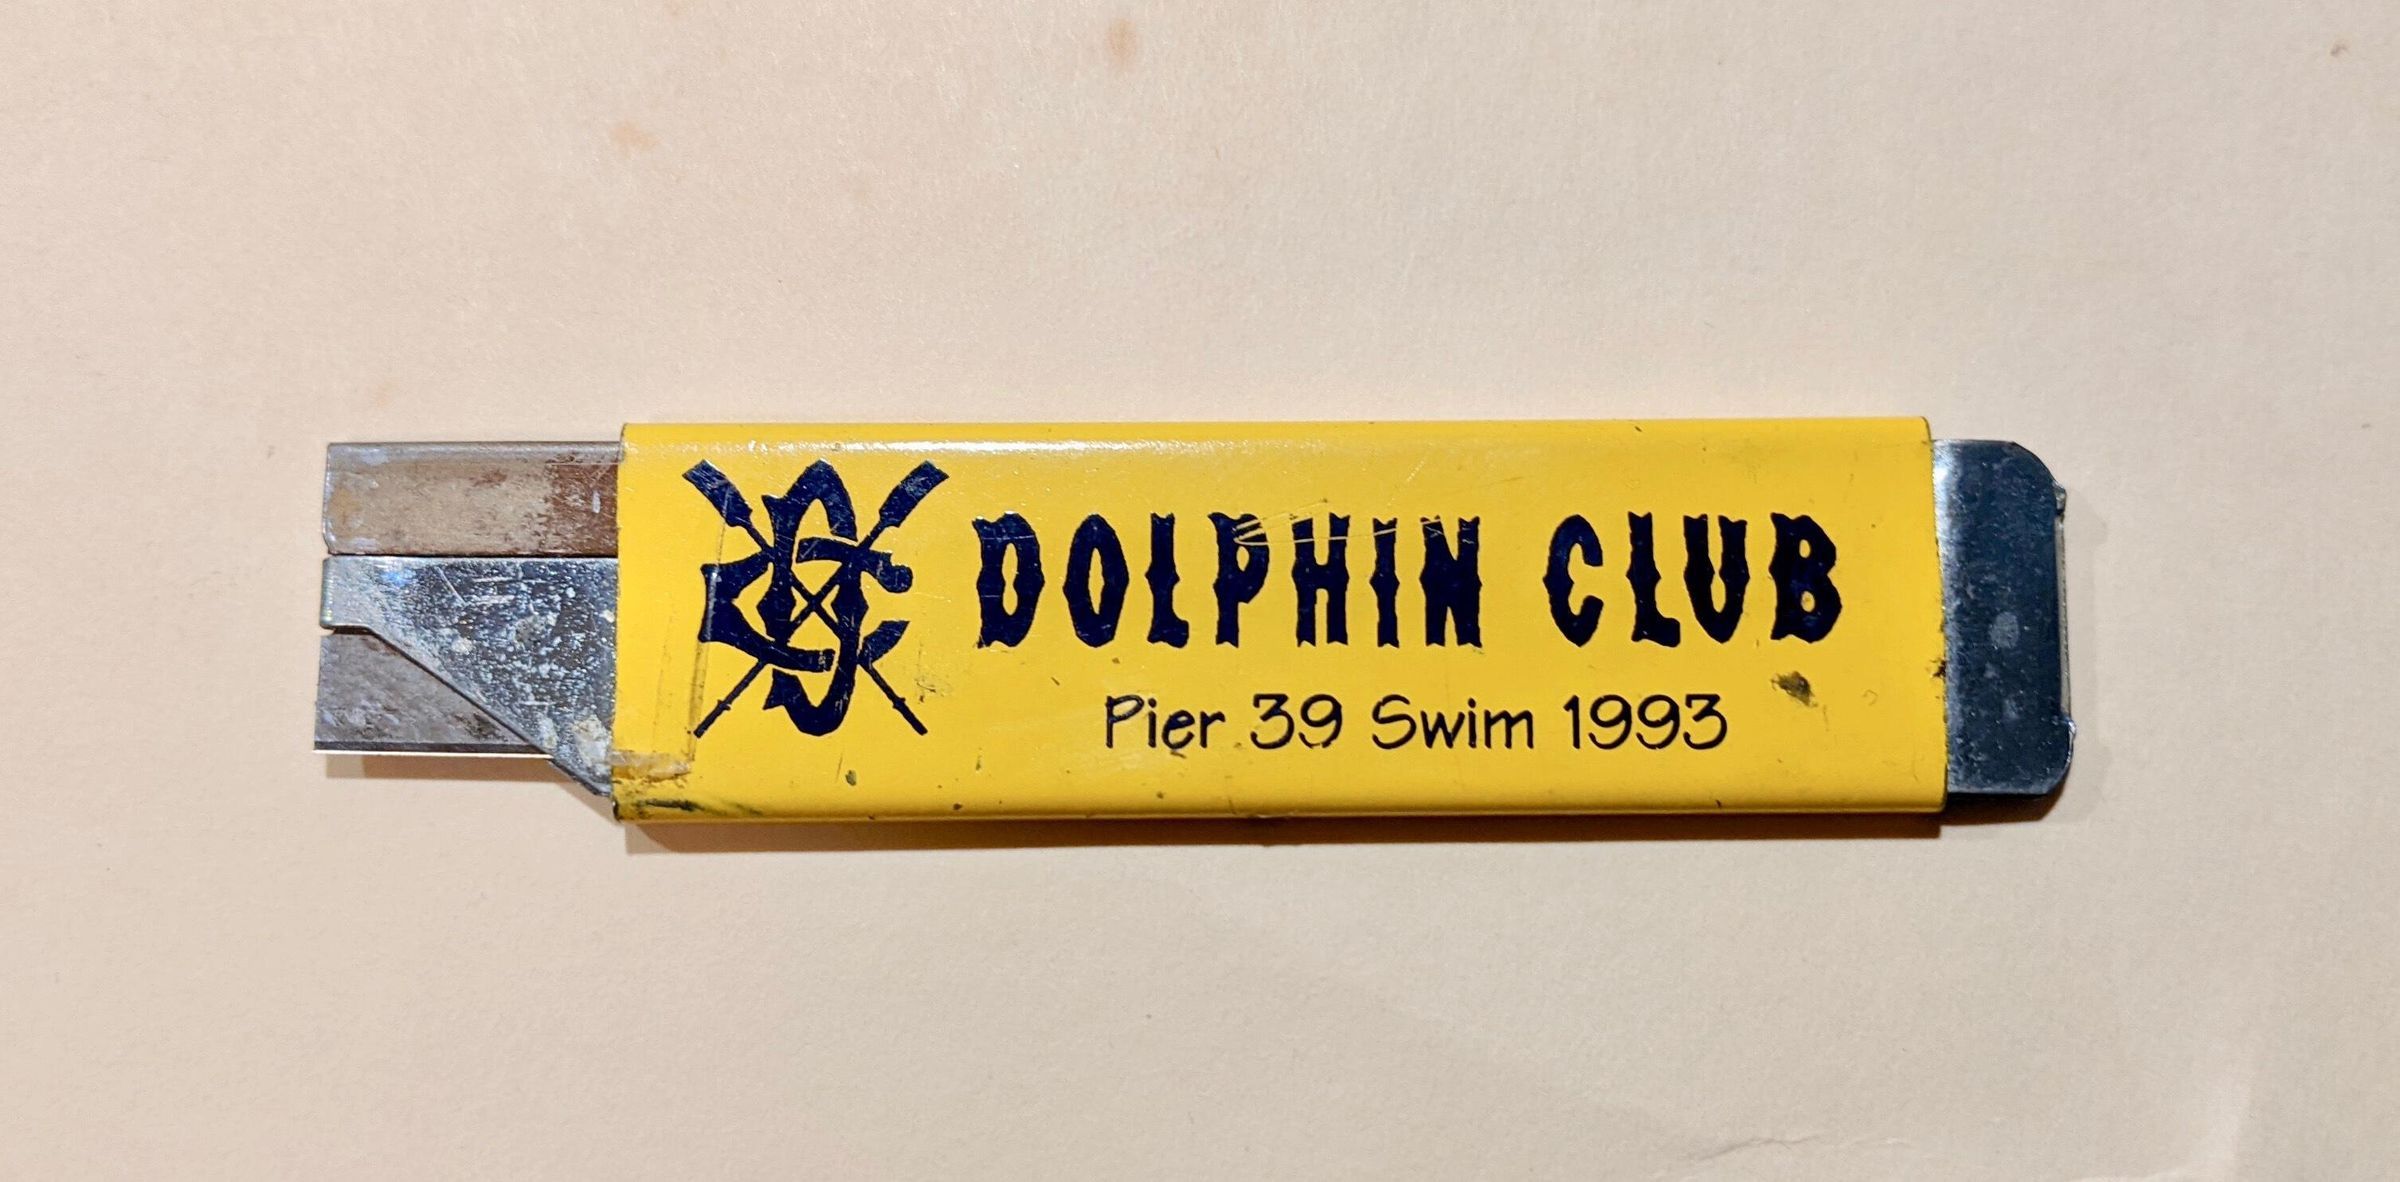 DOLPHIN CLUB
Pier 39 Swim 1993